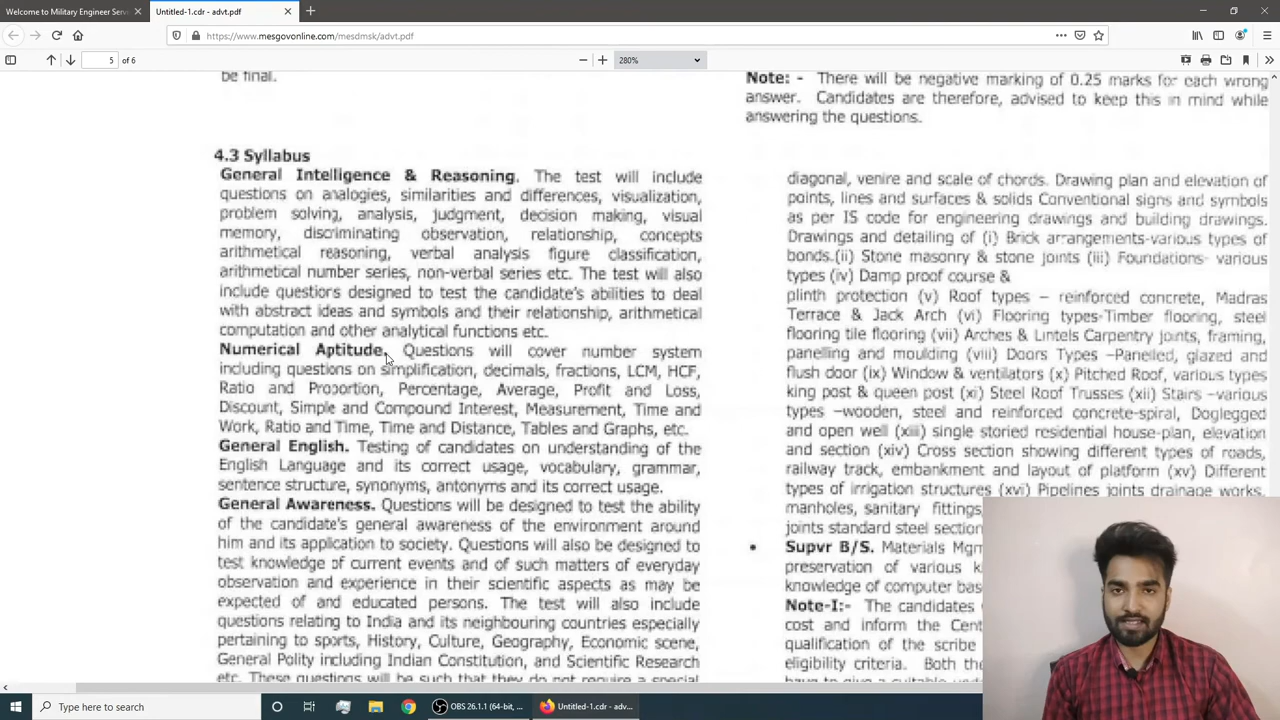 Welcome to Military Engineer Serv
Untitled-1.cdr - advt.pdf
https://www.mesgovonline.com/mesdmsk/advt.pdf
5 of 6
280%
be final.
4.3 Syllabus
General Intelligence & Reasoning. The test will include
questions on analogies, similarities and differences, visualization,
problem solving, analysis, judgment, decision making, visual
memory, discriminating observation, relationship, concepts
arithmetical reasoning, verbal analysis figure classification,
arithmetical number series, non-verbal series etc. The test will also
include questions designed to test the candidate's abilities to deal
with abstract ideas and symbols and their relationship, arithmetical
computation and other analytical functions etc.
Numerical Aptitude. Questions will cover number system
including questions on simplification, decimals, fractions, LCM, HCF,
Ratio and Proportion, Percentage, Average, Profit and Loss,
Discount, Simple and Compound Interest, Measurement, Time and
Work, Ratio and Time, Time and Distance, Tables and Graphs, etc.
General English. Testing of candidates on understanding of the
English Language and its correct usage, vocabulary, grammar,
sentence structure, synonyms, antonyms and its correct usage.
General Awareness. Questions will be designed to test the ability
of the candidate's general awareness of the environment around
him and its application to society. Questions will also be designed to
test knowledge of current events and of such matters of everyday
observation and experience in their scientific aspects as may be
expected of and educated persons. The test will also include
questions relating to India and its neighbouring countries especially
pertaining to sports, History, Culture, Geography, Economic scene,
General Polity including Indian Constitution, and Scientific Research
etc. These questions will be such that they do not require a special
Note: - There will be negative marking of 0.25 marks for each wrong
answer. Candidates are therefore, advised to keep this in mind while
answering the questions.
diagonal, venire and scale of chords. Drawing plan and elevation of
points, lines and surfaces & solids Conventional signs and symbols
as per IS code for engineering drawings and building drawings.
Drawings and detailing of (i) Brick arrangements-various types of
bonds.(ii) Stone masonry & stone joints (iii) Foundations- various
types (iv) Damp proof course &
plinth protection (v) Roof types – reinforced concrete, Madras
Terrace & Jack Arch (vi) Flooring types-Timber flooring, steel
flooring tile flooring (vii) Arches & Lintels Carpentry joints, framing,
panelling and moulding (viii) Doors Types –Panelled, glazed and
flush door (ix) Window & ventilators (x) Pitched Roof, various types
king post & queen post (xi) Steel Roof Trusses (xii) Stairs –various
types –wooden, steel and reinforced concrete-spiral, Doglegged
and open well (xiii) single storied residential house-plan, elevation
and section (xiv) Cross section showing different types of roads,
railway track, embankment and layout of platform (xv) Different
types of irrigation structures (xvi) Pipelines joints drainage works,
manholes, sanitary fittings,
joints standard steel section
• Supvr B/S. Materials Mgm
preservation of various k
knowledge of computer bas
Note-I:- The candidates
cost and inform the Cent
qualification of the scribe
eligibility criteria. Both the
Type here to search
OBS 26.1.1 (64-bit, ...
Untitled-1.cdr - adv...